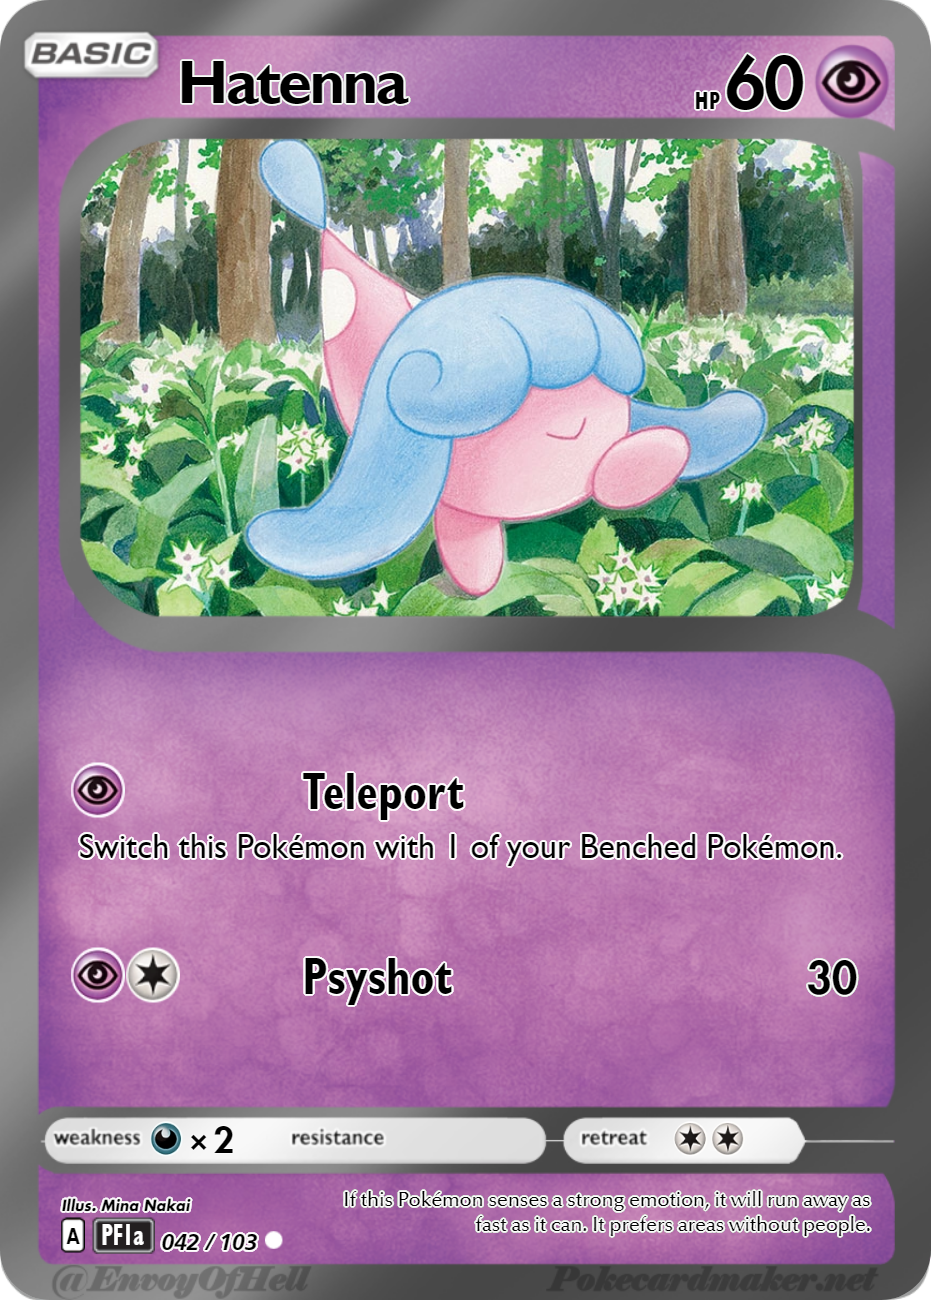 BASIC
Hatenna
HP 60
Teleport
Switch this Pokémon with 1 of your Benched Pokémon.
Psyshot 30
weakness × 2 resistance retreat
Illus. Mina Nakai
If this Pokémon senses a strong emotion, it will run away as
fast as it can. It prefers areas without people.
A PF1a 042 / 103
@EnvoyOfHell
Pokecardmaker.net